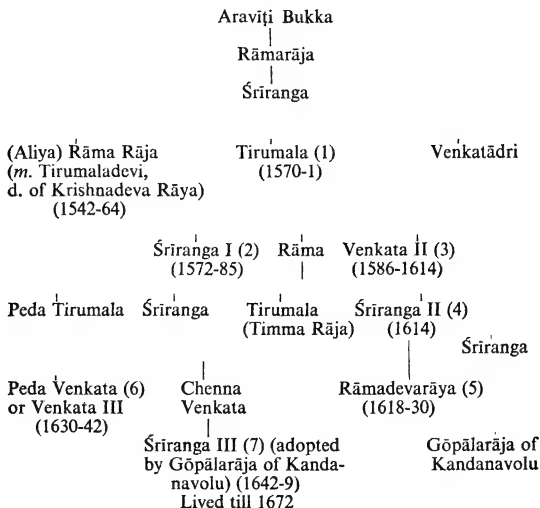 Aravīṭi Bukka
Rāmarāja
Śrīranga
(Aliya) Rāma Rāja Tirumala (1) Venkatādri
(m. Tirumaladevi, (1570-1)
d. of Krishnadeva Rāya)
(1542-64)
Śrīranga I (2) Rāma Venkata II (3)
(1572-85) (1586-1614)
Peda Tirumala Śrīranga Tirumala Śrīranga II (4)
(Timma Rāja) (1614)
Śrīranga
Peda Venkata (6) Chenna Rāmadevarāya (5)
or Venkata III Venkata (1618-30)
(1630-42)
Śrīranga III (7) (adopted Gōpālarāja of
by Gōpālarāja of Kanda- Kandanavolu
navolu) (1642-9)
Lived till 1672